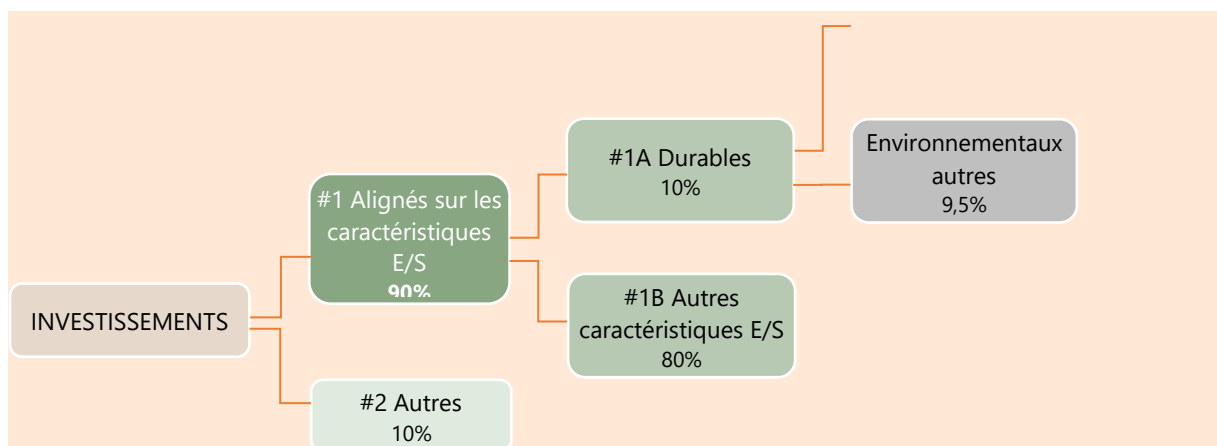 #1A Durables
10%
Environnementaux
autres
9,5%
#1 Alignés sur les
caractéristiques
E/S
90%
#1B Autres
caractéristiques E/S
80%
INVESTISSEMENTS
#2 Autres
10%